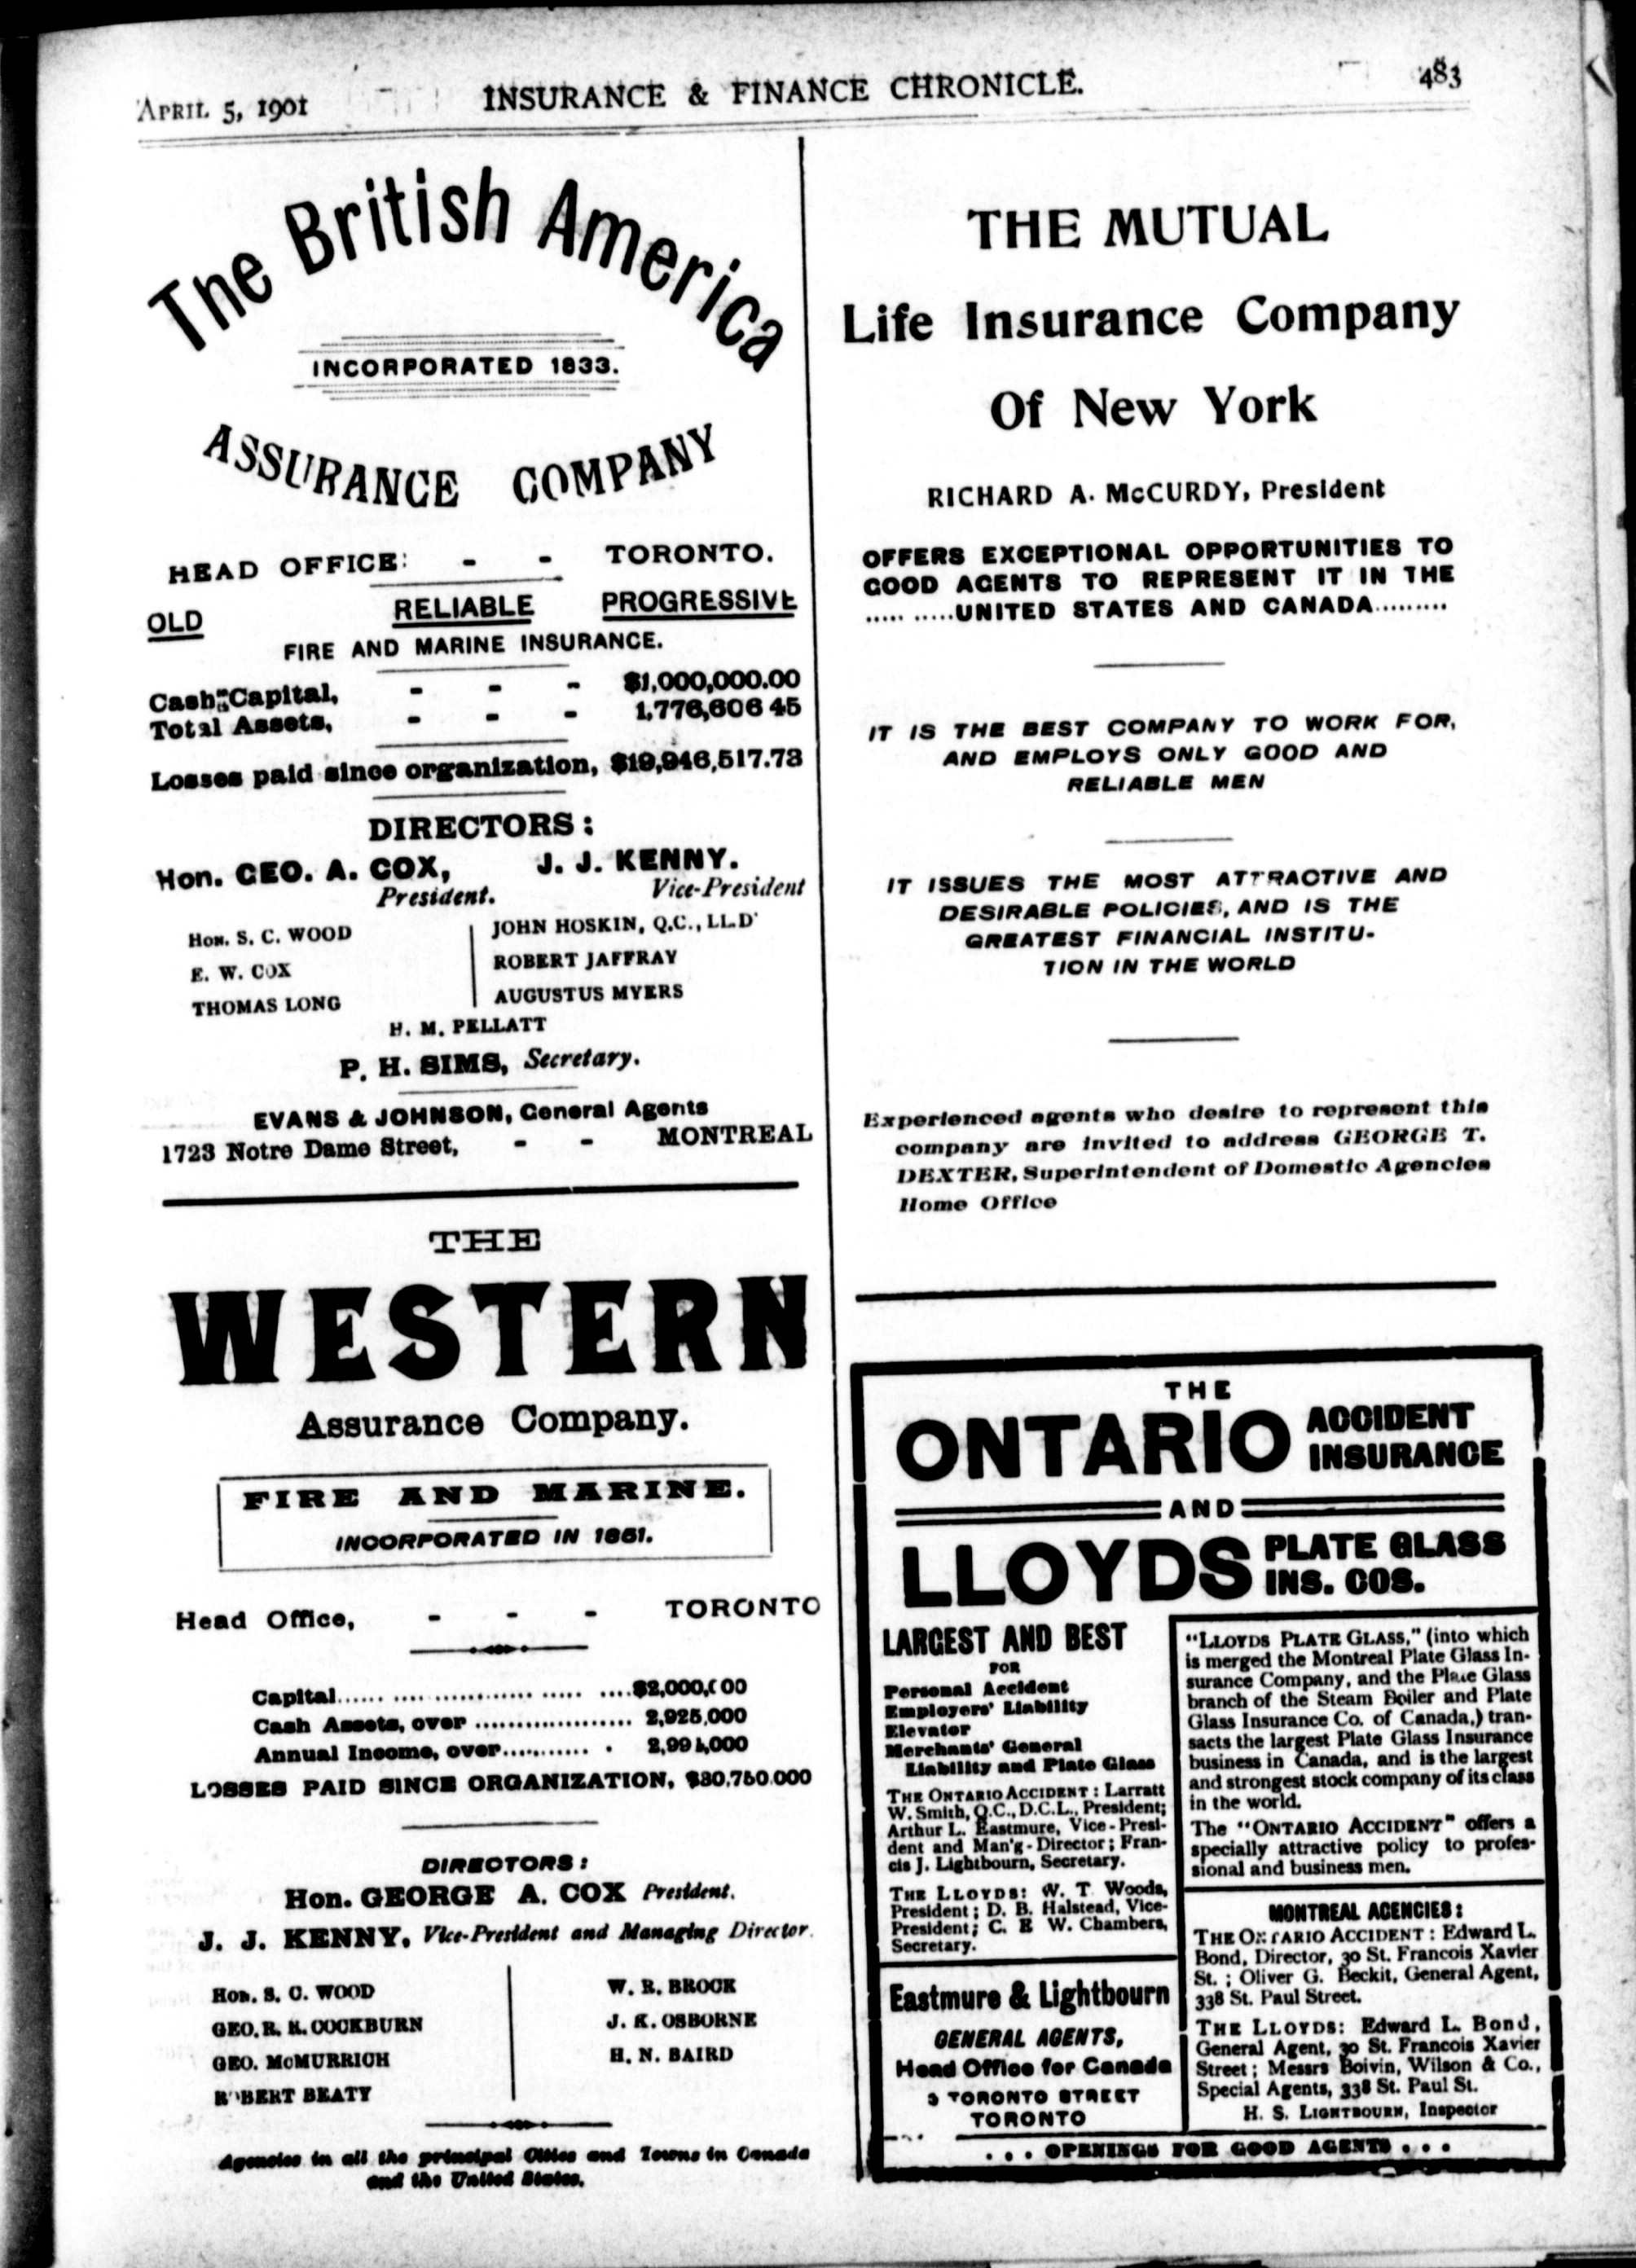 APRIL 5, 1901 INSURANCE & FINANCE CHRONICLE. 483
The British America
INCORPORATED 1833.
ASSURANCE COMPANY
HEAD OFFICE: - - TORONTO.
OLD RELIABLE PROGRESSIVE
FIRE AND MARINE INSURANCE.
Cash Capital, - - - $1,000,000.00
Total Assets, - - - 1,776,606 45
Losses paid since organization, $19,946,517.73
DIRECTORS:
Hon. GEO. A. COX, J. J. KENNY.
President. Vice-President
HON. S. C. WOOD JOHN HOSKIN, Q.C., LL.D
E. W. COX ROBERT JAFFRAY
THOMAS LONG AUGUSTUS MYERS
H. M. PELLATT
P. H. SIMS, Secretary.
EVANS & JOHNSON, General Agents
1723 Notre Dame Street, - - MONTREAL
THE
WESTERN
Assurance Company.
FIRE AND MARINE.
INCORPORATED IN 1851.
Head Office, - - - TORONTO
Capital.................................$2,000,000
Cash Assets, over ................... 2,925,000
Annual Income, over............ .
LOSSES PAID SINCE ORGANIZATION, $30,750.000
DIRECTORS:
Hon. GEORGE A. COX President.
J. J. KENNY, Vice-President and Managing Director.
Hon. S. C. WOOD W. R. BROCK
GEO. R. R. COCKBURN J. K. OSBORNE
GEO. McMURRICH H. N. BAIRD
ROBERT BEATY
Agencies in all the principal Cities and Towns in Canada
and the United States.
THE MUTUAL
Life Insurance Company
Of New York
RICHARD A. McCURDY, President
OFFERS EXCEPTIONAL OPPORTUNITIES TO
GOOD AGENTS TO REPRESENT IT IN THE
..... .....UNITED STATES AND CANADA.........
IT IS THE BEST COMPANY TO WORK FOR,
AND EMPLOYS ONLY GOOD AND
RELIABLE MEN
IT ISSUES THE MOST ATTRACTIVE AND
DESIRABLE POLICIES, AND IS THE
GREATEST FINANCIAL INSTITU-
TION IN THE WORLD
Experienced agents who desire to represent this
company are invited to address GEORGE T.
DEXTER, Superintendent of Domestic Agencies
Home Office
THE
ONTARIO ACCIDENT
INSURANCE
AND
LLOYDS PLATE GLASS
INS. COS.
LARGEST AND BEST
FOR
Personal Accident
Employers' Liability
Elevator
Merchants' General
Liability and Plate Glass
THE ONTARIO ACCIDENT: Larratt
W. Smith, Q.C., D.C.L., President;
Arthur L. Eastmure, Vice-Presi-
dent and Man'g-Director; Fran-
cis J. Lightbourn, Secretary.
THE LLOYDS: W. T. Woods,
President; D. B. Halstead, Vice-
President; C. E W. Chambers,
Secretary.
Eastmure & Lightbourn
GENERAL AGENTS,
Head Office for Canada
3 TORONTO STREET
TORONTO
"LLOYDS PLATE GLASS," (into which
is merged the Montreal Plate Glass In-
surance Company, and the Plate Glass
branch of the Steam Boiler and Plate
Glass Insurance Co. of Canada,) tran-
sacts the largest Plate Glass Insurance
business in Canada, and is the largest
and strongest stock company of its class
in the world.
The "ONTARIO ACCIDENT" offers a
specially attractive policy to profes-
sional and business men.
MONTREAL AGENCIES:
THE ONTARIO ACCIDENT: Edward L.
Bond, Director, 30 St. Francois Xavier
St.; Oliver G. Beckit, General Agent,
338 St. Paul Street.
THE LLOYDS: Edward L. Bond,
General Agent, 30 St. Francois Xavier
Street; Messrs Boivin, Wilson & Co.,
Special Agents, 338 St. Paul St.
H. S. LIGHTBOURN, Inspector
. . . OPENINGS FOR GOOD AGENTS . . .